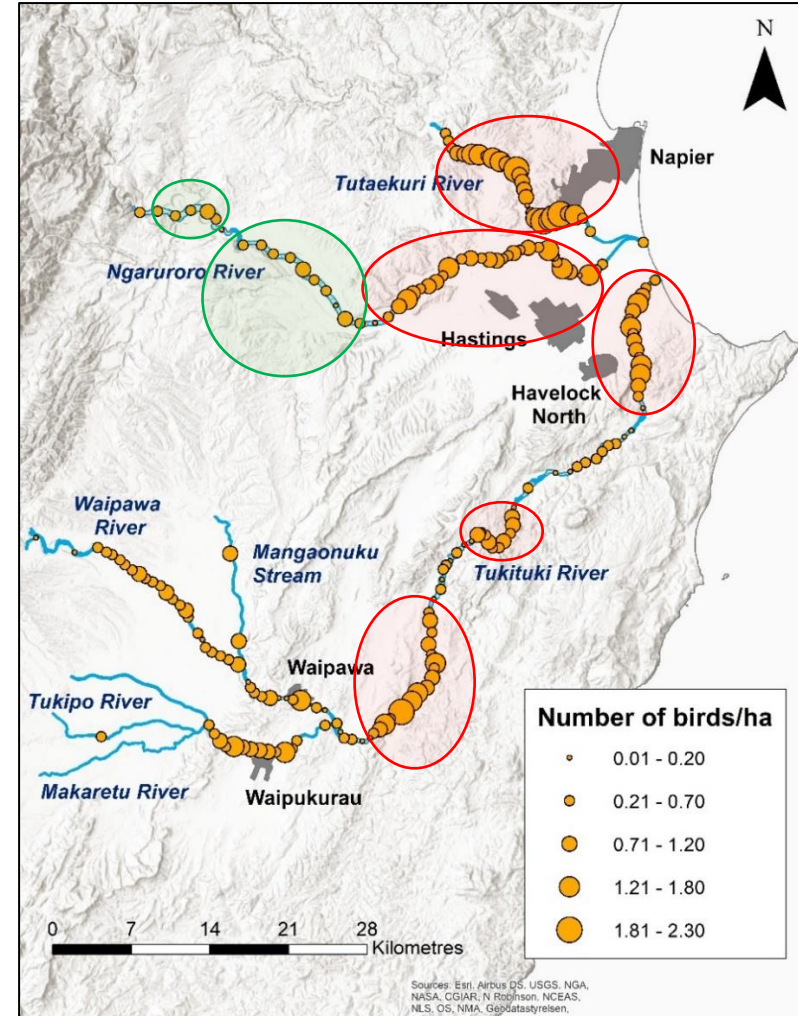 N
Napier
Tutaekuri River
Ngaruroro River
Hastings
Havelock
North
Waipawa
River
Mangaonuku
Stream
Tukituki River
Waipawa
Tukipo River
Makaretu River
Waipukurau
Number of birds/ha
0.01 - 0.20
0.21 - 0.70
0.71 - 1.20
1.21 - 1.80
1.81 - 2.30
0 7 14 21 28
Kilometres
Sources: Esri, Airbus DS, USGS, NGA,
NASA, CGIAR, N Robinson, NCEAS,
NLS, OS, NMA, Geodatastyrelsen,